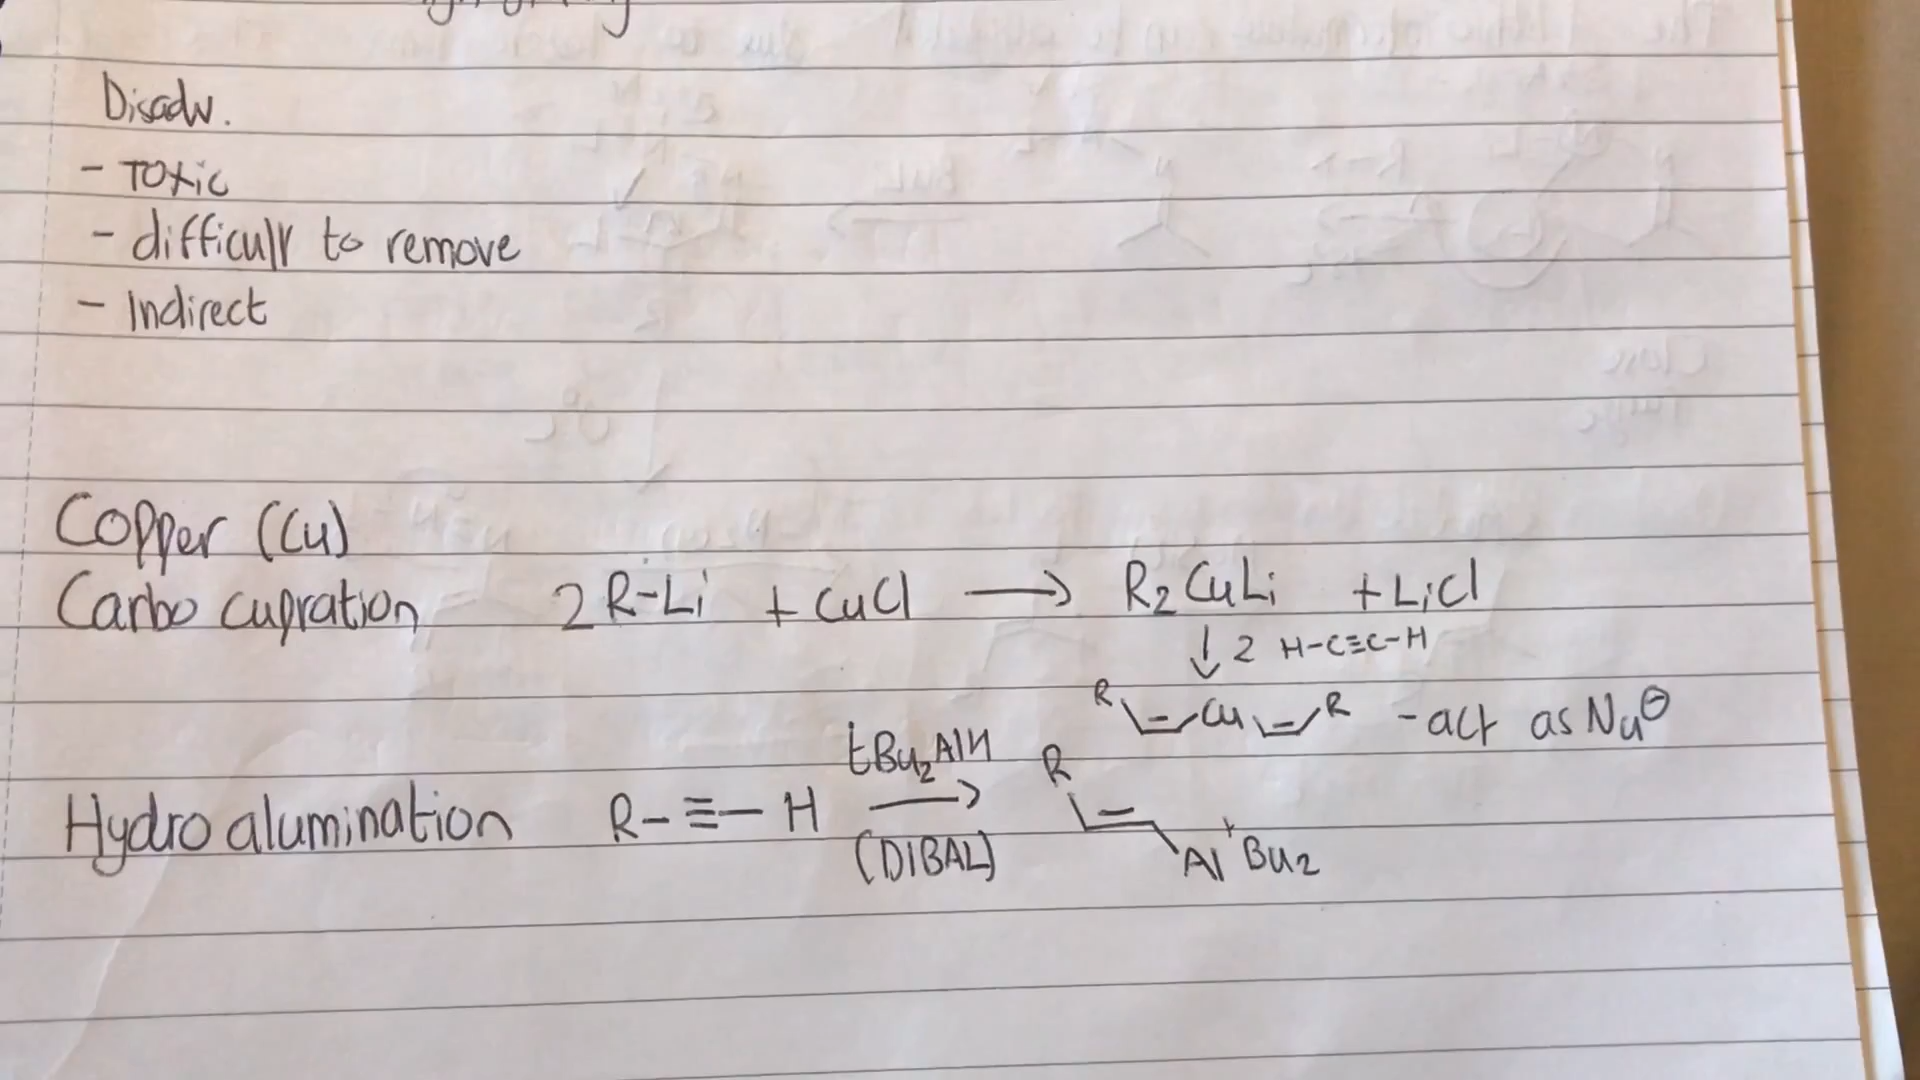 Disadv.
- Toxic
- difficult to remove
- Indirect
Copper (Cu)
Carbo cupration 2 R-Li + CuCl → R₂CuLi + LiCl
↓ 2 H-C≡C-H
R Cu R - act as Nu⊖
Hydro alumination R-≡-H tBu₂AlH → R Al tBu₂
(DIBAL)